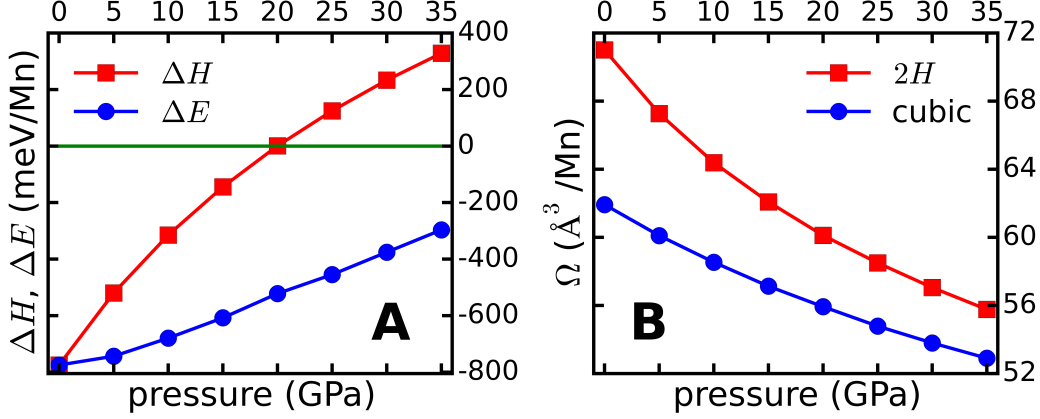 0 5 10 15 20 25 30 35
400
200
0
-200
-400
-600
-800
ΔH, ΔE (meV/Mn)
ΔH
ΔE
A
pressure (GPa)
0 5 10 15 20 25 30 35
72
68
64
60
56
52
Ω (Å³/Mn)
2H
cubic
B
pressure (GPa)